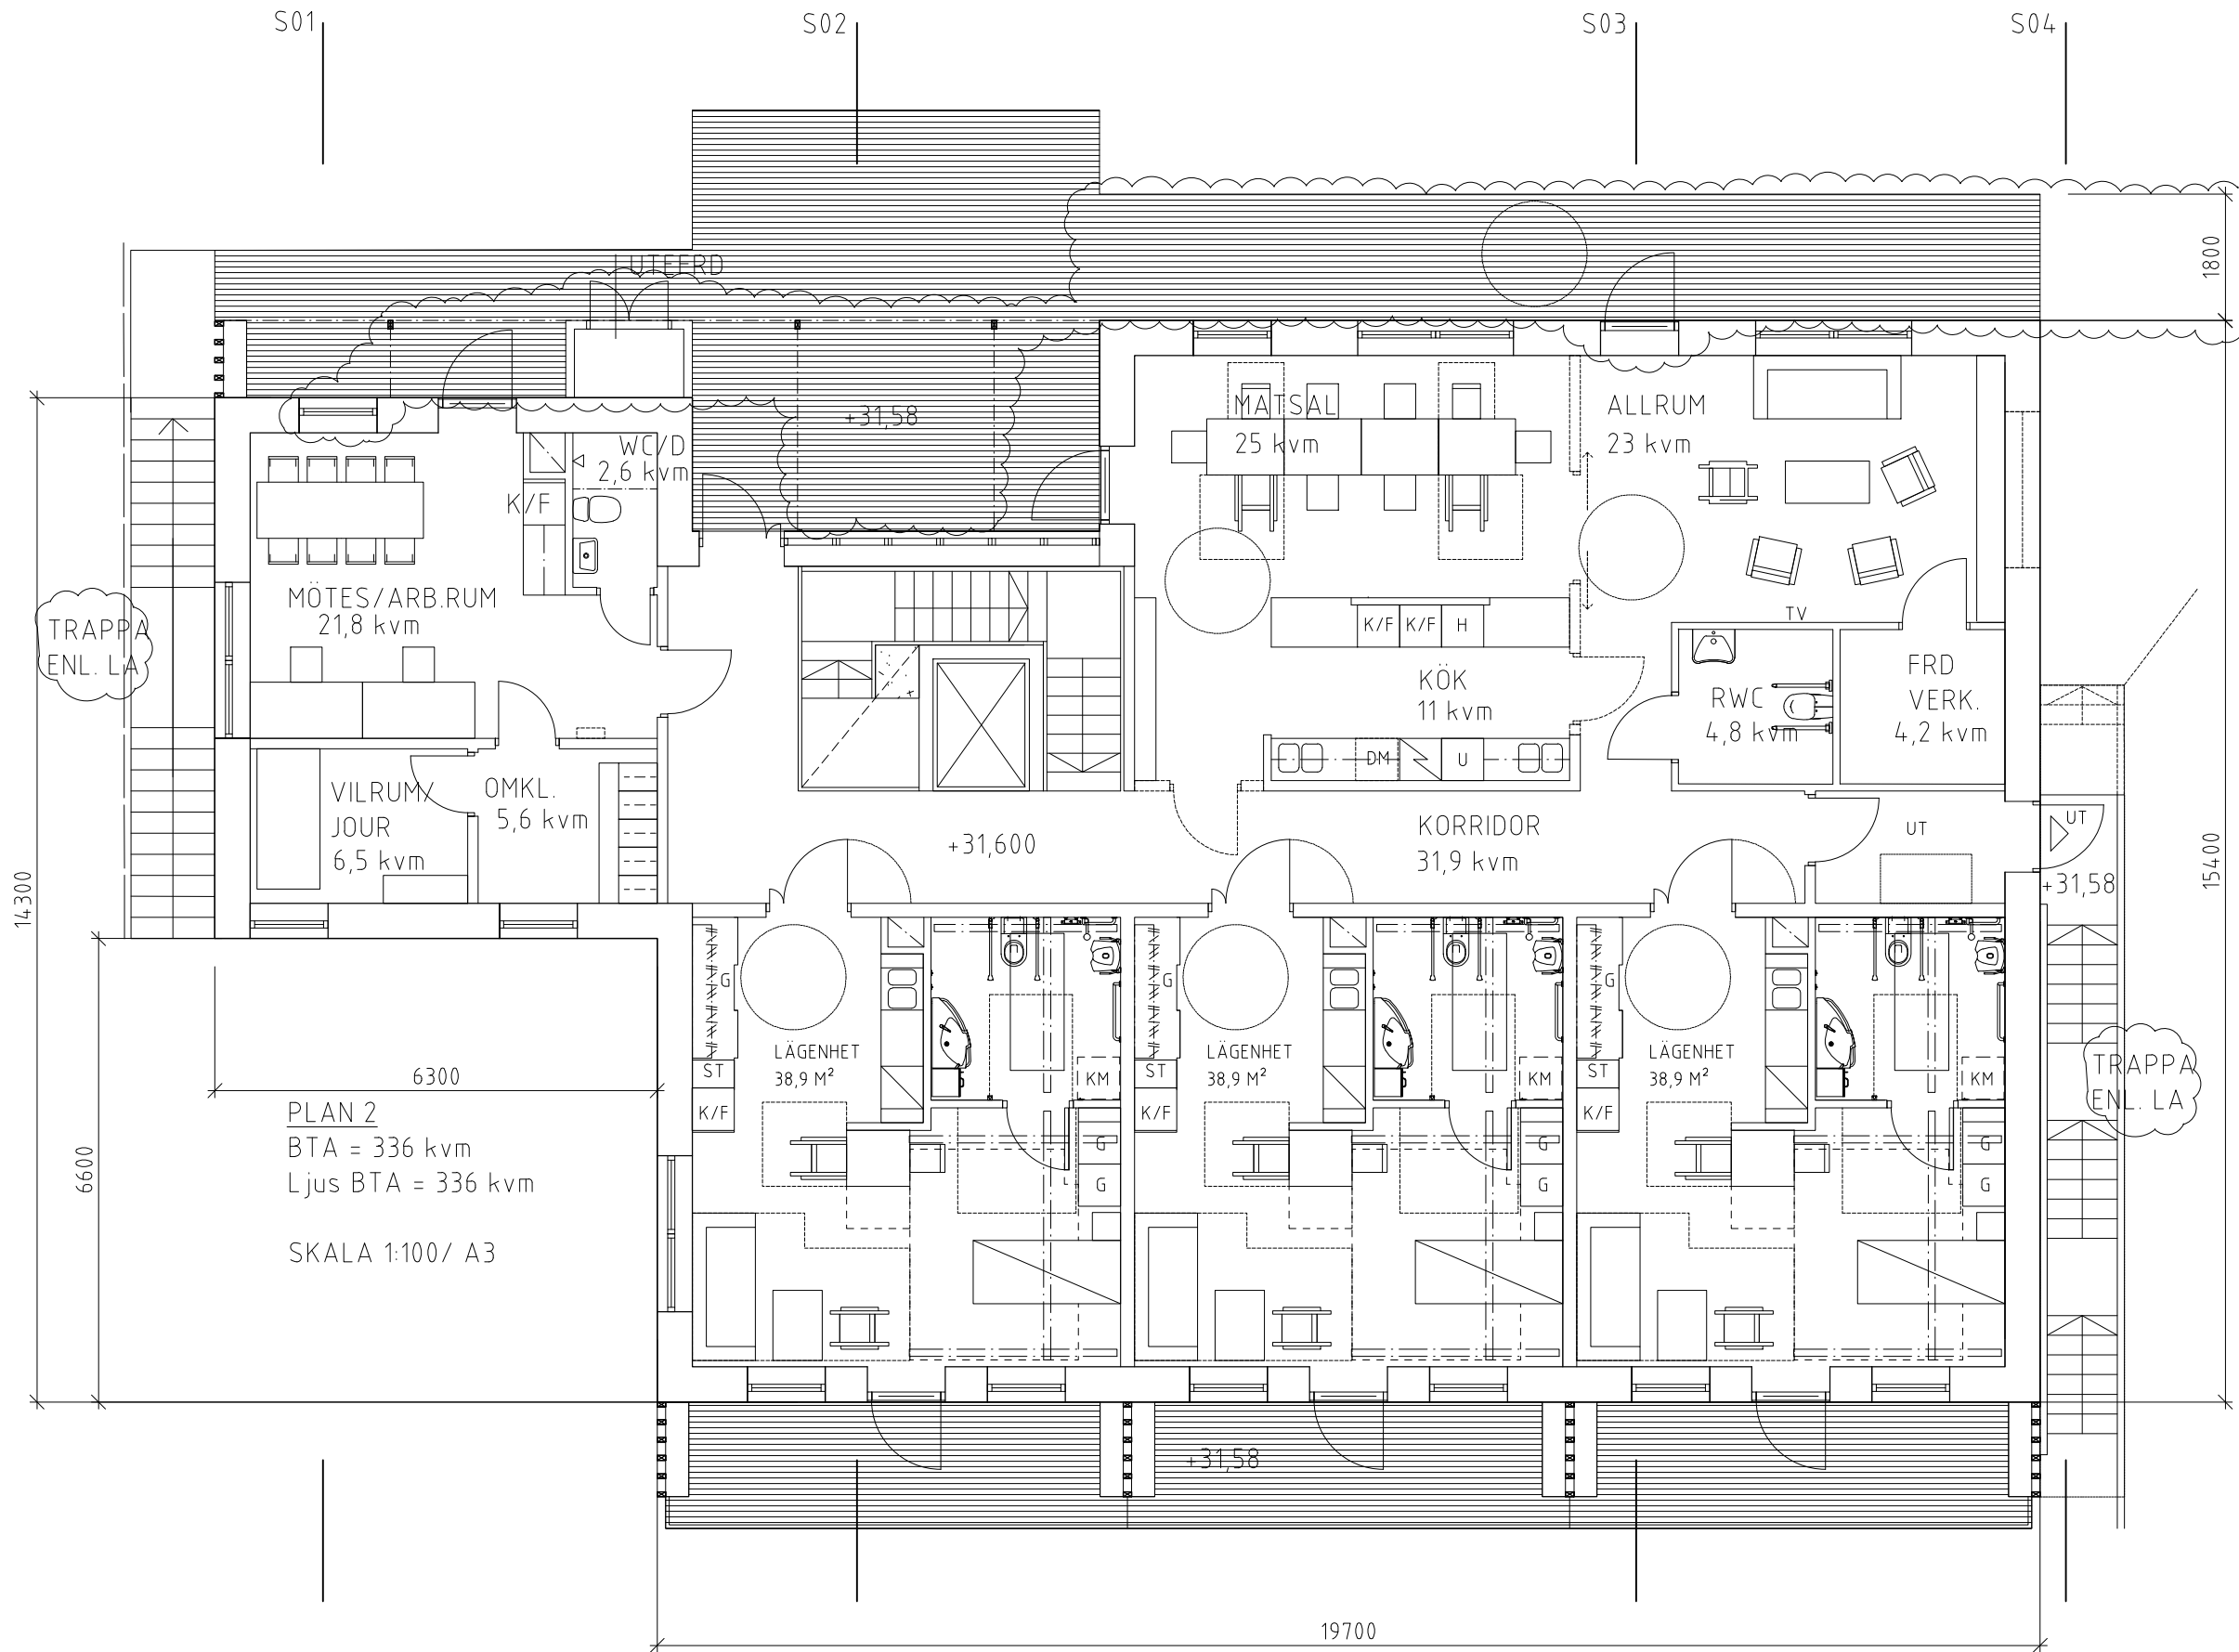 S01
S02
S03
S04
1800
UTEFRD
+31,58
MATSAL
25 kvm
ALLRUM
23 kvm
WC/D
2,6 kvm
K/F
MÖTES/ARB.RUM
21,8 kvm
TRAPPA
ENL. LA
TV
K/F
K/F
H
KÖK
11 kvm
RWC
4,8 kvm
FRD
VERK.
4,2 kvm
DM
U
VILRUM/
JOUR
6,5 kvm
OMKL.
5,6 kvm
+31,600
KORRIDOR
31,9 kvm
UT
UT
+31,58
14300
15400
G
G
G
LÄGENHET
38,9 M²
LÄGENHET
38,9 M²
LÄGENHET
38,9 M²
ST
ST
ST
KM
KM
KM
K/F
K/F
K/F
TRAPPA
ENL. LA
6300
PLAN 2
BTA = 336 kvm
Ljus BTA = 336 kvm
SKALA 1:100/ A3
6600
G
G
G
G
G
G
+31,58
19700